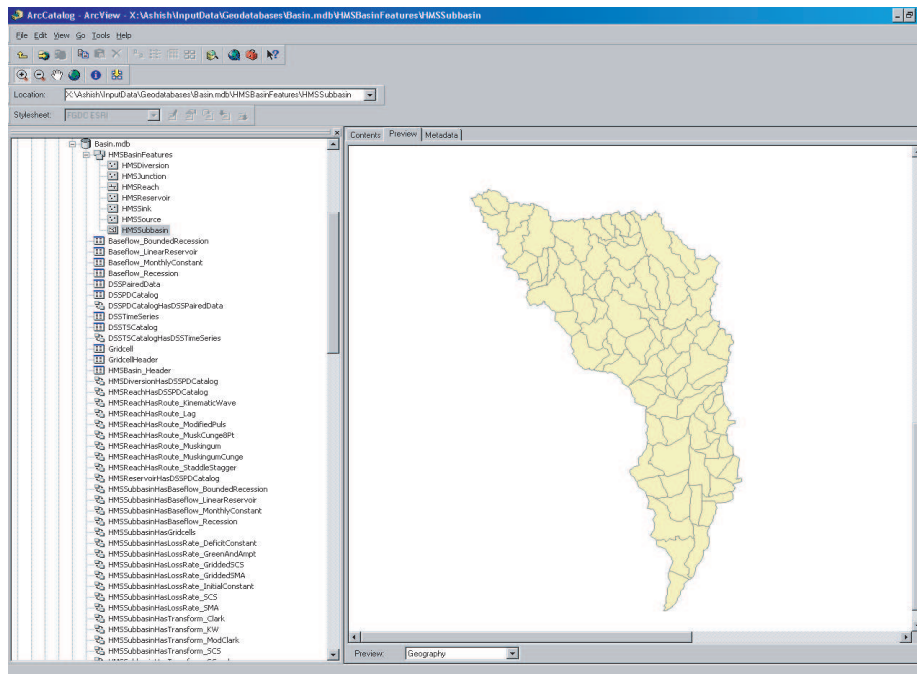 ArcCatalog - ArcView - X:\Ashish\InputData\Geodatabases\Basin.mdb\HMSBasinFeatures\HMSSubbasin
File Edit View Go Tools Help
Location: X:\Ashish\InputData\Geodatabases\Basin.mdb\HMSBasinFeatures\HMSSubbasin
Stylesheet: FGDC ESRI
Contents Preview Metadata
Basin.mdb
HMSBasinFeatures
HMSDiversion
HMSJunction
HMSReach
HMSReservoir
HMSSink
HMSSource
HMSSubbasin
Baseflow_BoundedRecession
Baseflow_LinearReservoir
Baseflow_MonthlyConstant
Baseflow_Recession
DSSPairedData
DSSPDCatalog
DSSPDCatalogHasDSSPairedData
DSSTimeSeries
DSSTSCatalog
DSSTSCatalogHasDSSTimeSeries
Gridcell
GridcellHeader
HMSBasin_Header
HMSDiversionHasDSSPDCatalog
HMSReachHasDSSPDCatalog
HMSReachHasRoute_KinematicWave
HMSReachHasRoute_Lag
HMSReachHasRoute_ModifiedPuls
HMSReachHasRoute_MuskCunge8Pt
HMSReachHasRoute_Muskingum
HMSReachHasRoute_MuskingumCunge
HMSReachHasRoute_StaddleStagger
HMSReservoirHasDSSPDCatalog
HMSSubbasinHasBaseflow_BoundedRecession
HMSSubbasinHasBaseflow_LinearReservoir
HMSSubbasinHasBaseflow_MonthlyConstant
HMSSubbasinHasBaseflow_Recession
HMSSubbasinHasGridcells
HMSSubbasinHasLossRate_DeficitConstant
HMSSubbasinHasLossRate_GreenAndAmpt
HMSSubbasinHasLossRate_GriddedSCS
HMSSubbasinHasLossRate_GriddedSMA
HMSSubbasinHasLossRate_InitialConstant
HMSSubbasinHasLossRate_SCS
HMSSubbasinHasLossRate_SMA
HMSSubbasinHasTransform_Clark
HMSSubbasinHasTransform_KW
HMSSubbasinHasTransform_ModClark
HMSSubbasinHasTransform_SCS
Preview: Geography